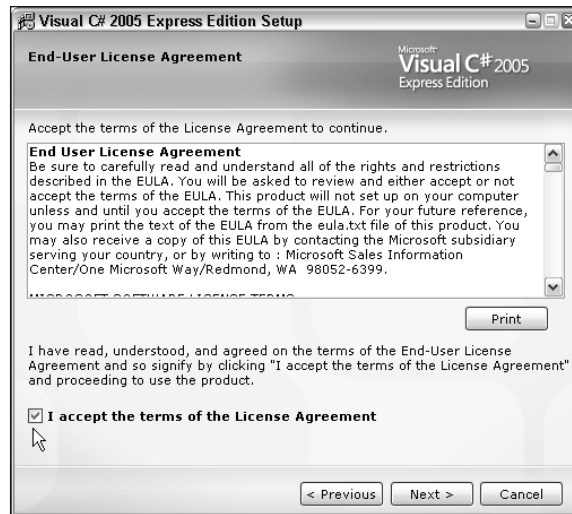 Visual C# 2005 Express Edition Setup
End-User License Agreement
Microsoft
Visual C# 2005
Express Edition
Accept the terms of the License Agreement to continue.
End User License Agreement
Be sure to carefully read and understand all of the rights and restrictions
described in the EULA. You will be asked to review and either accept or not
accept the terms of the EULA. This product will not set up on your computer
unless and until you accept the terms of the EULA. For your future reference,
you may print the text of the EULA from the eula.txt file of this product. You
may also receive a copy of this EULA by contacting the Microsoft subsidiary
serving your country, or by writing to : Microsoft Sales Information
Center/One Microsoft Way/Redmond, WA  98052-6399.
MICROSOFT SOFTWARE LICENSE TERMS
Print
I have read, understood, and agreed on the terms of the End-User License
Agreement and so signify by clicking "I accept the terms of the License Agreement"
and proceeding to use the product.
I accept the terms of the License Agreement
< Previous
Next >
Cancel